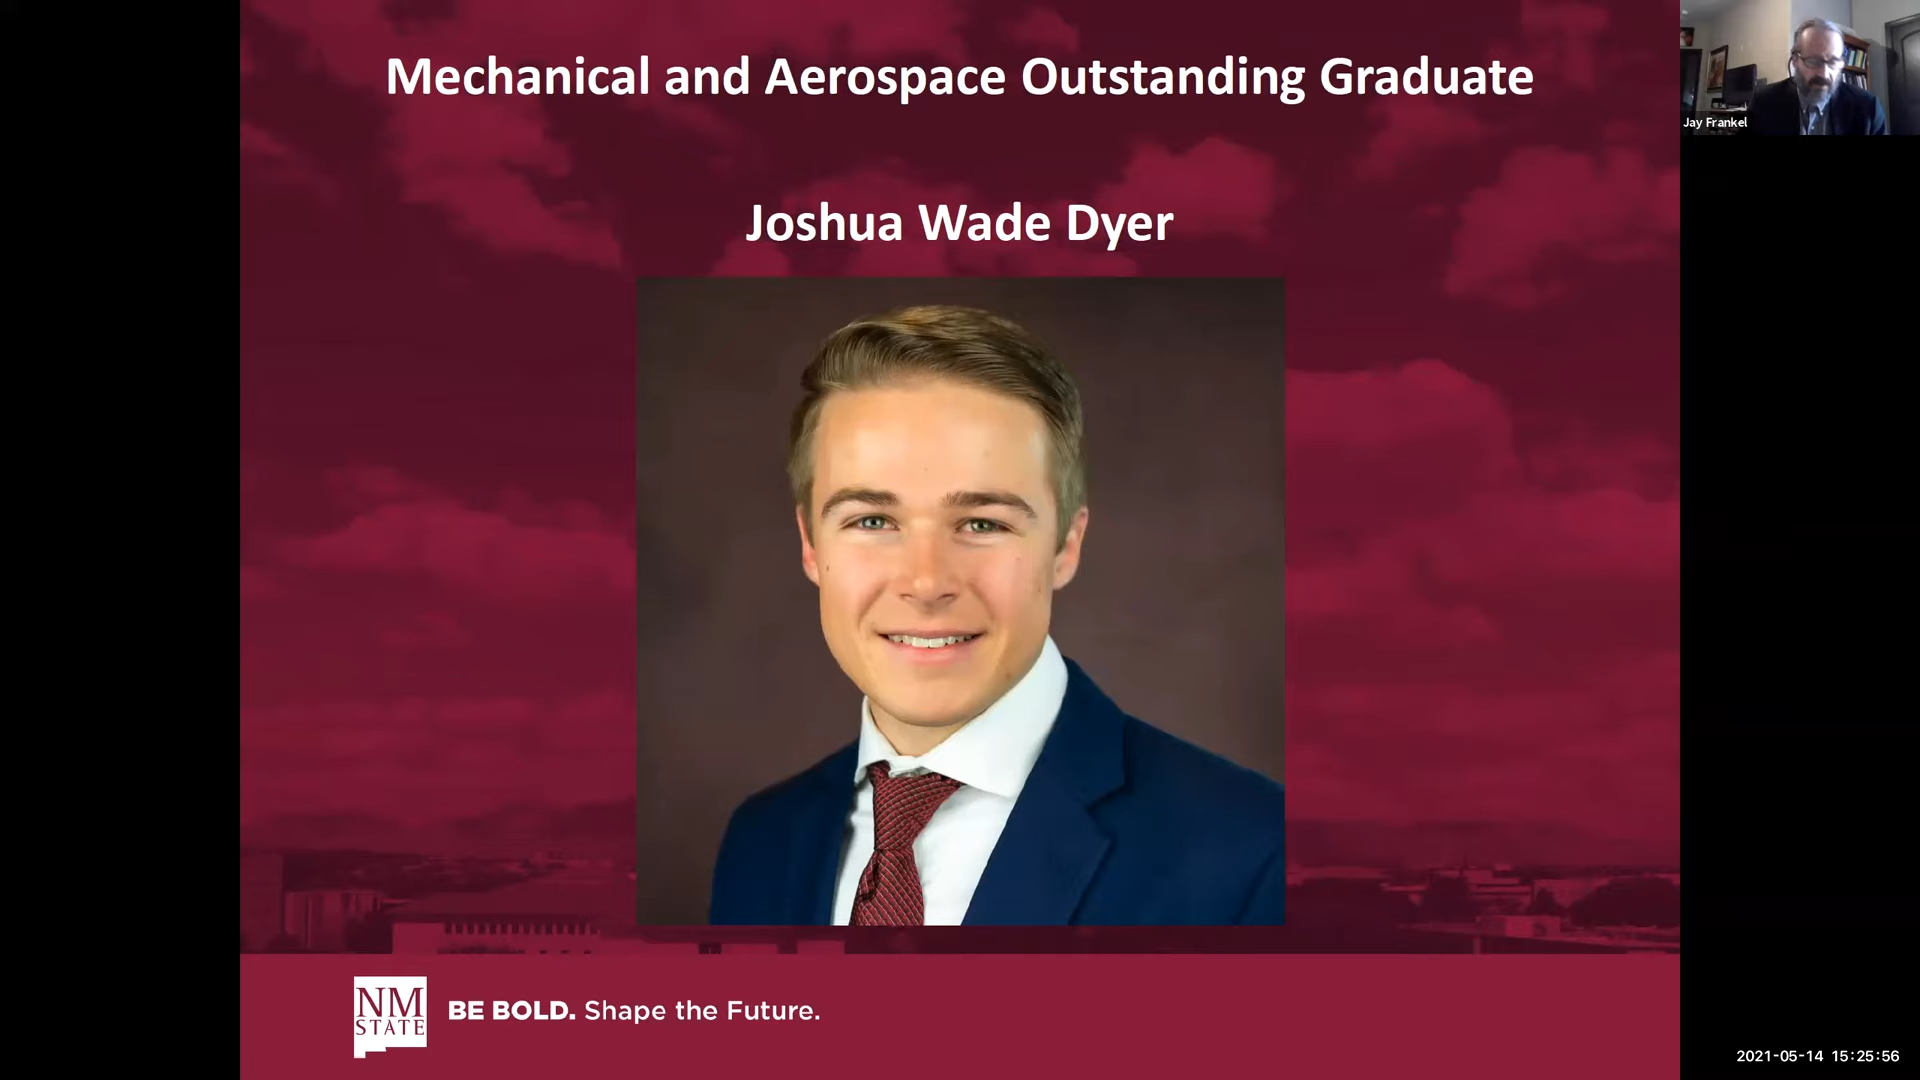 Mechanical and Aerospace Outstanding Graduate
Jay Frankel
Joshua Wade Dyer
NM
STATE
BE BOLD. Shape the Future.
2021-05-14 15:25:56